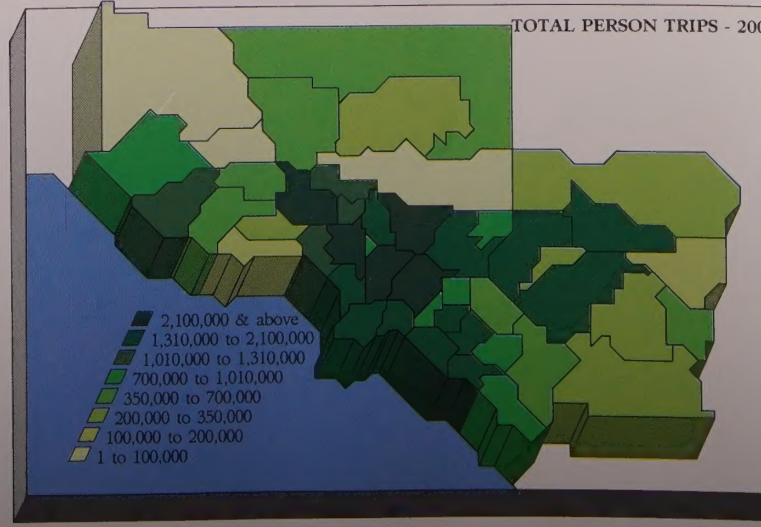 TOTAL PERSON TRIPS - 200
2,100,000 & above
1,310,000 to 2,100,000
1,010,000 to 1,310,000
700,000 to 1,010,000
350,000 to 700,000
200,000 to 350,000
100,000 to 200,000
1 to 100,000